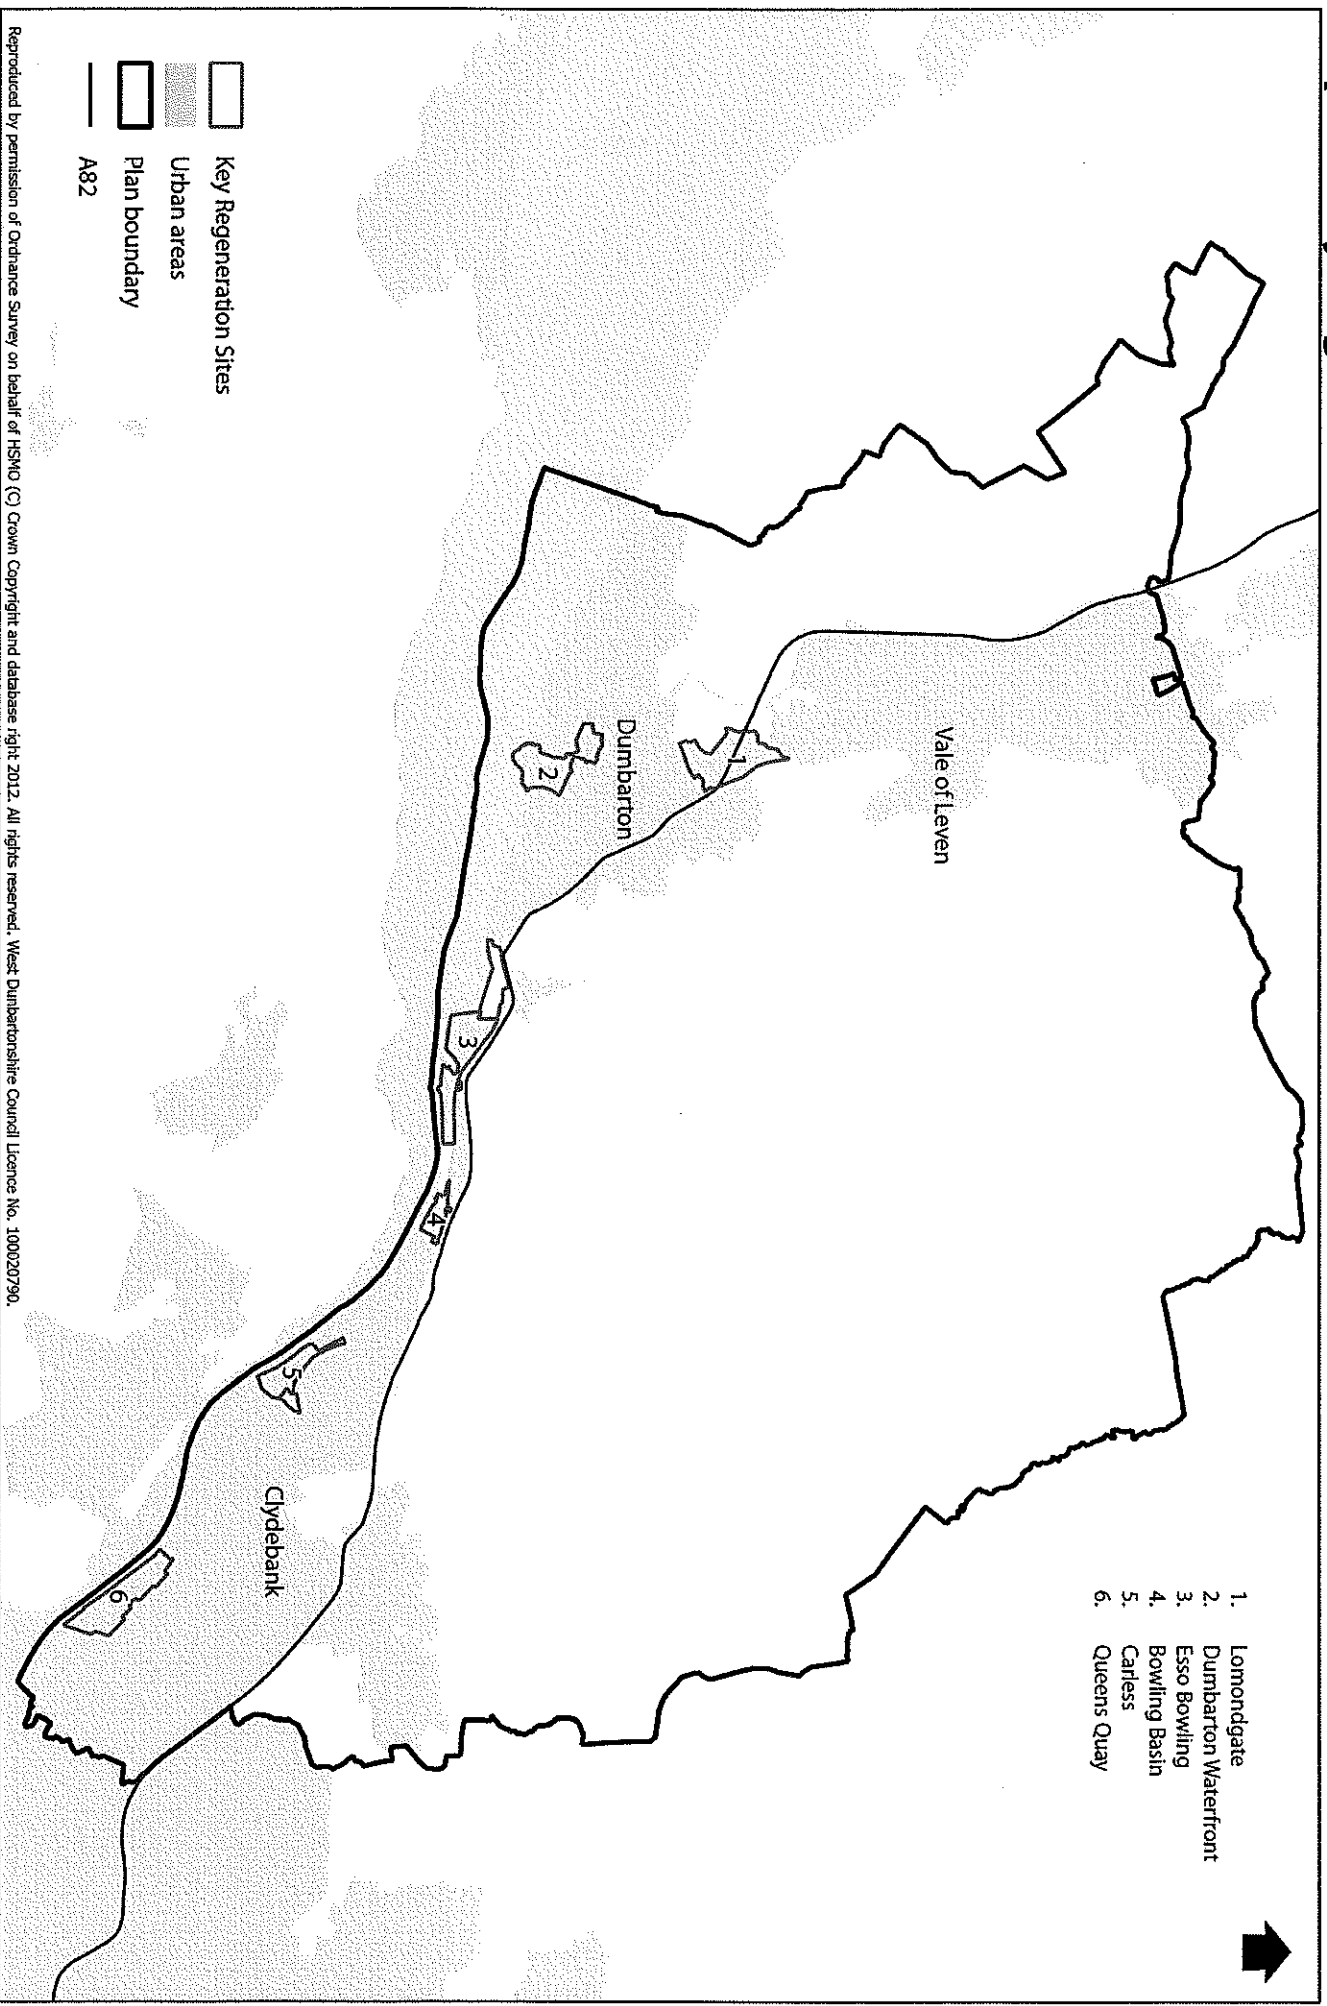 1. Lomondgate
2. Dumbarton Waterfront
3. Esso Bowling
4. Bowling Basin
5. Carless
6. Queens Quay
Vale of Leven
1
Dumbarton
2
3
4
5
Clydebank
6
Key Regeneration Sites
Urban areas
Plan boundary
A82
Reproduced by permission of Ordnance Survey on behalf of HSMO (C) Crown Copyright and database right 2012. All rights reserved. West Dunbartonshire Council Licence No. 100020790.